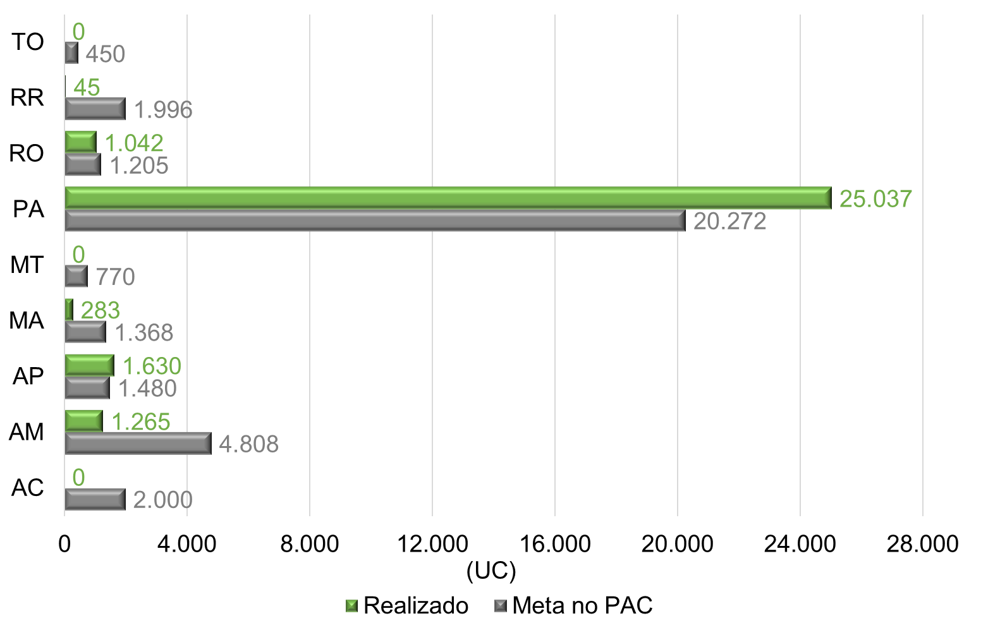 TO
0
450
RR
45
1.996
RO
1.042
1.205
PA
25.037
20.272
MT
0
770
MA
283
1.368
AP
1.630
1.480
AM
1.265
4.808
AC
0
2.000
0 4.000 8.000 12.000 16.000 20.000 24.000 28.000
(UC)
Realizado Meta no PAC